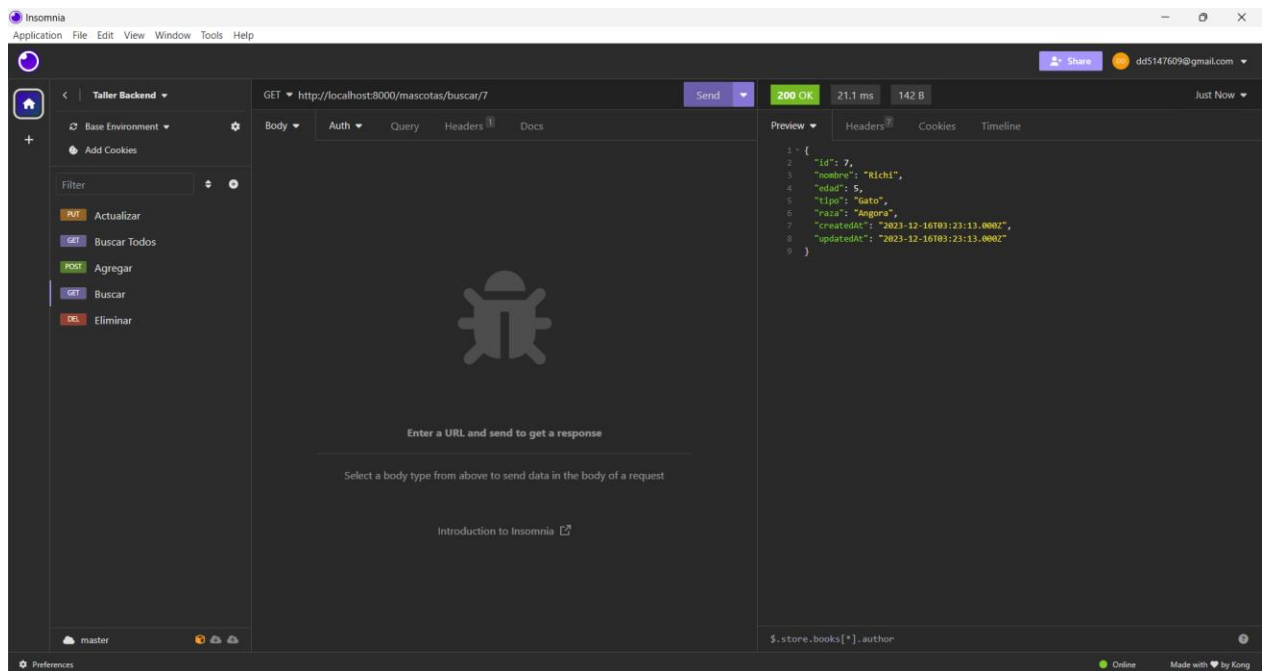 Insomnia
Application File Edit View Window Tools Help
Share dd5147609@gmail.com
Taller Backend
GET http://localhost:8000/mascotas/buscar/7 Send
200 OK 21.1 ms 142 B Just Now
Base Environment
Add Cookies
Body Auth Query Headers 1 Docs
Preview Headers 7 Cookies Timeline
Filter
PUT Actualizar
GET Buscar Todos
POST Agregar
GET Buscar
DEL Eliminar
1 {
2 "id": 7,
3 "nombre": "Richi",
4 "edad": 5,
5 "tipo": "Gato",
6 "raza": "Angora",
7 "createdAt": "2023-12-16T03:23:13.000Z",
8 "updatedAt": "2023-12-16T03:23:13.000Z"
9 }
Enter a URL and send to get a response
Select a body type from above to send data in the body of a request
Introduction to Insomnia
master
$.store.books[*].author
Preferences
Online Made with ♥ by Kong